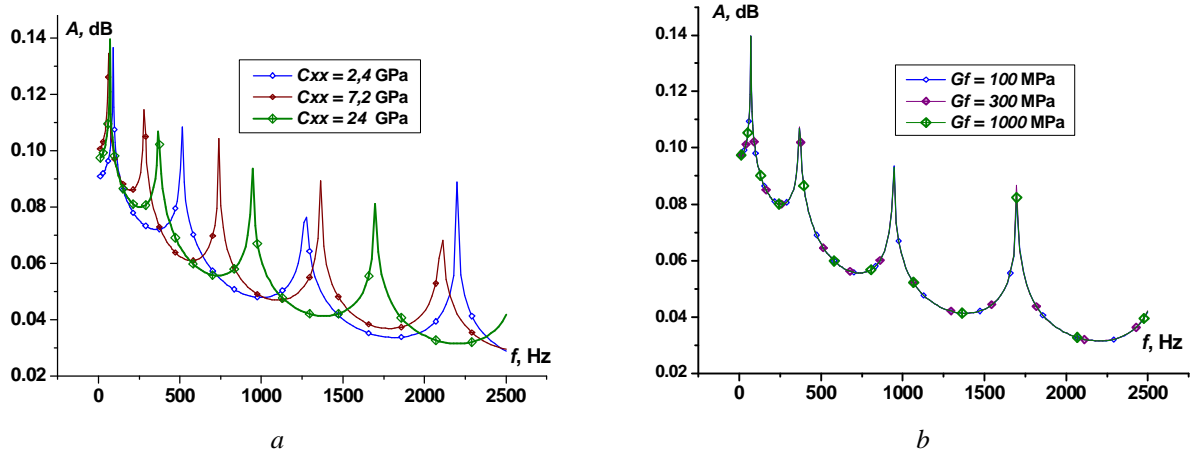 A, dB
0.14
0.12
0.10
0.08
0.06
0.04
0.02
Cxx = 2,4 GPa
Cxx = 7,2 GPa
Cxx = 24 GPa
f, Hz
0 500 1000 1500 2000 2500
a
A, dB
0.14
0.12
0.10
0.08
0.06
0.04
0.02
Gf = 100 MPa
Gf = 300 MPa
Gf = 1000 MPa
f, Hz
0 500 1000 1500 2000 2500
b